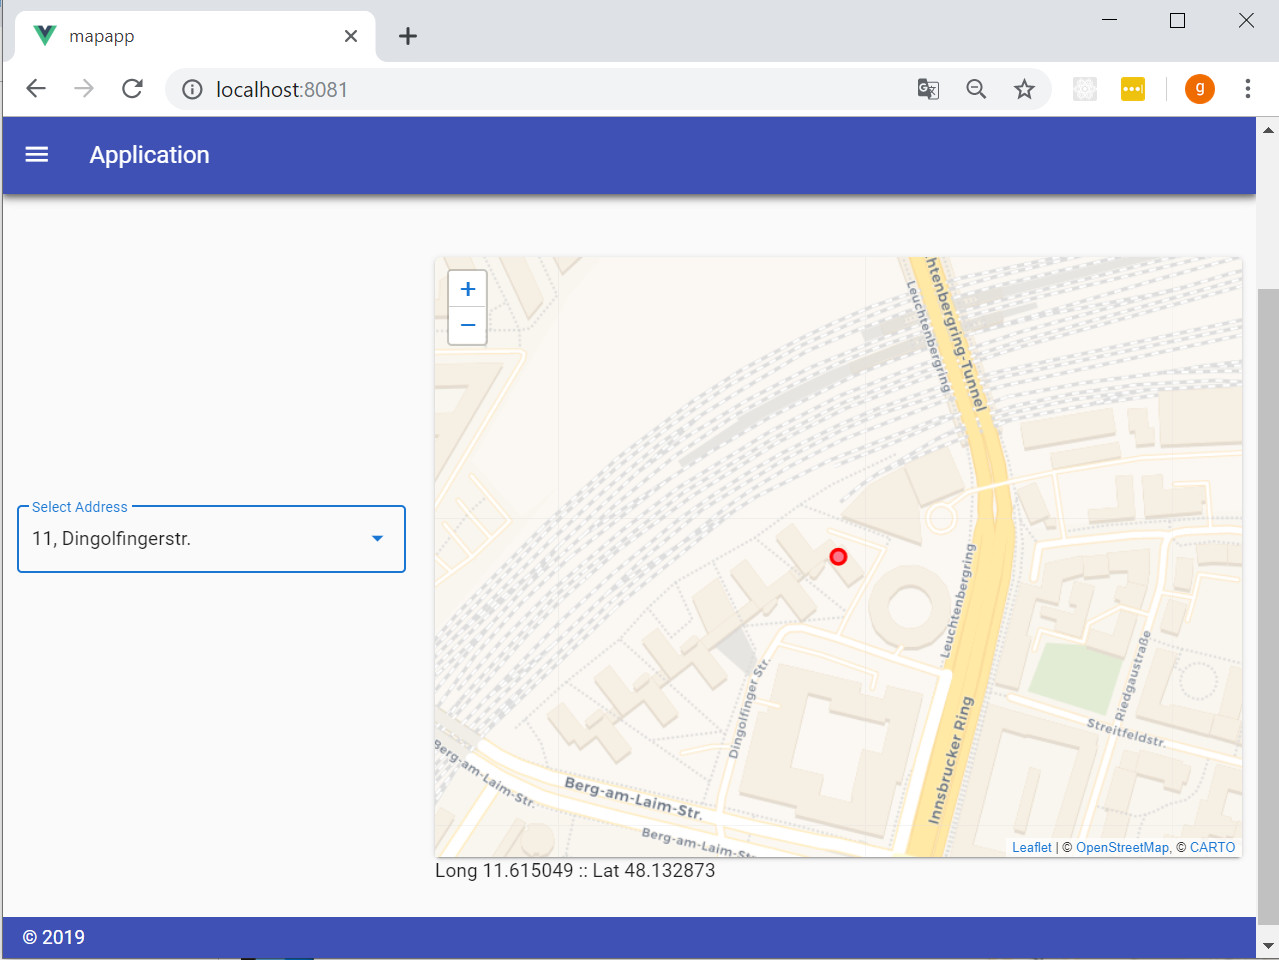 mapapp
localhost:8081
g
Application
+
−
Leuchtenbergring
htenbergring-Tunnel
Select Address
11, Dingolfingerstr.
Leuchtenbergring
Dingolfinger Str.
Riedgaustraße
Innsbrucker Ring
Streitfeldstr.
Berg-am-Laim-Str.
Berg-am-Laim-Str.
Berg-am-Laim-St
Leaflet | © OpenStreetMap, © CARTO
Long 11.615049 :: Lat 48.132873
© 2019